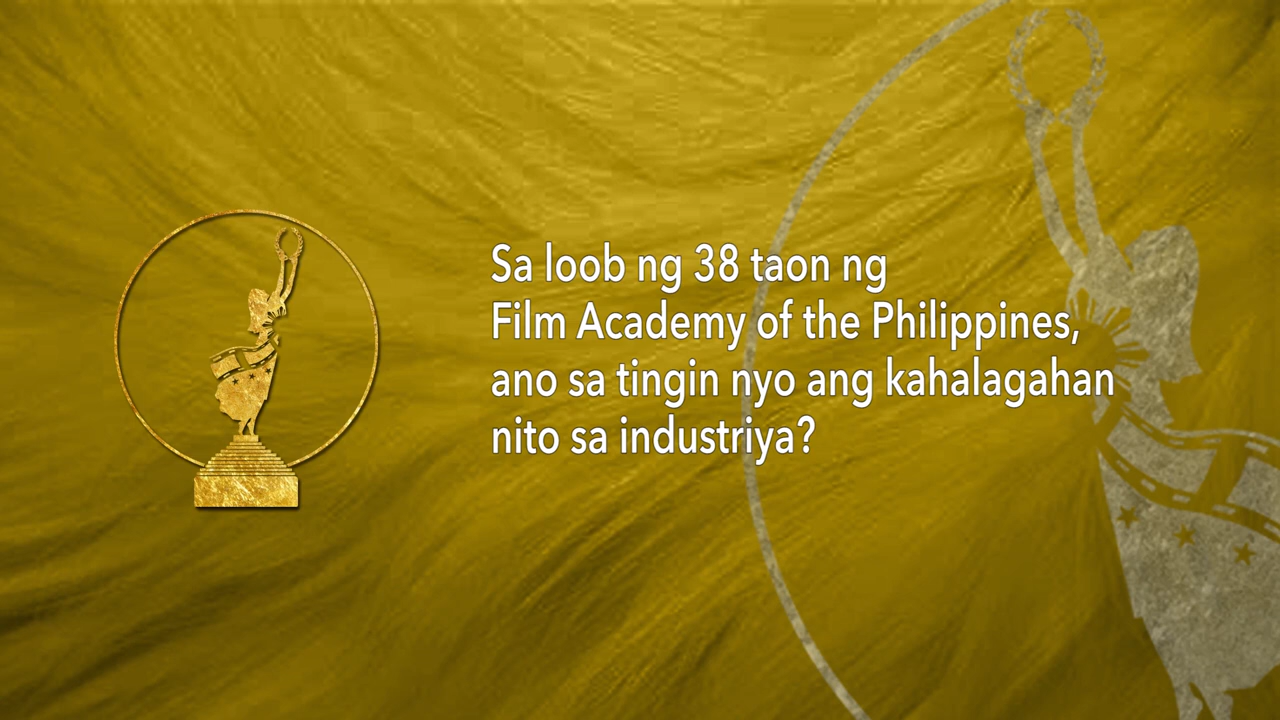 Sa loob ng 38 taon ng
Film Academy of the Philippines,
ano sa tingin nyo ang kahalagahan
nito sa industriya?